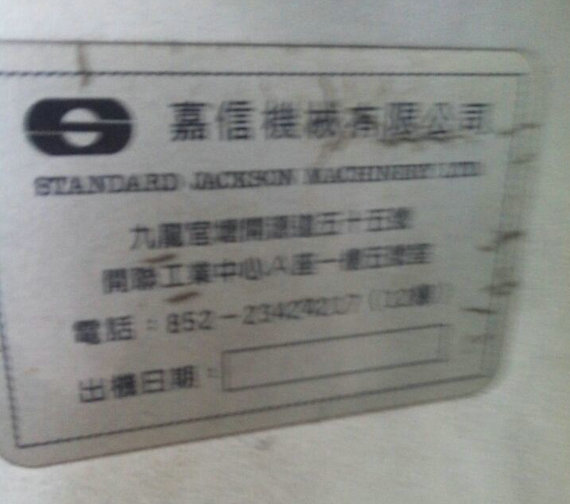 嘉信機械有限公司
STANDARD JACKSON MACHINERY LTD
九龍官塘開源道五十五號
開聯工業中心A座一樓五號室
電話：852-23424217 (12線)
出機日期：